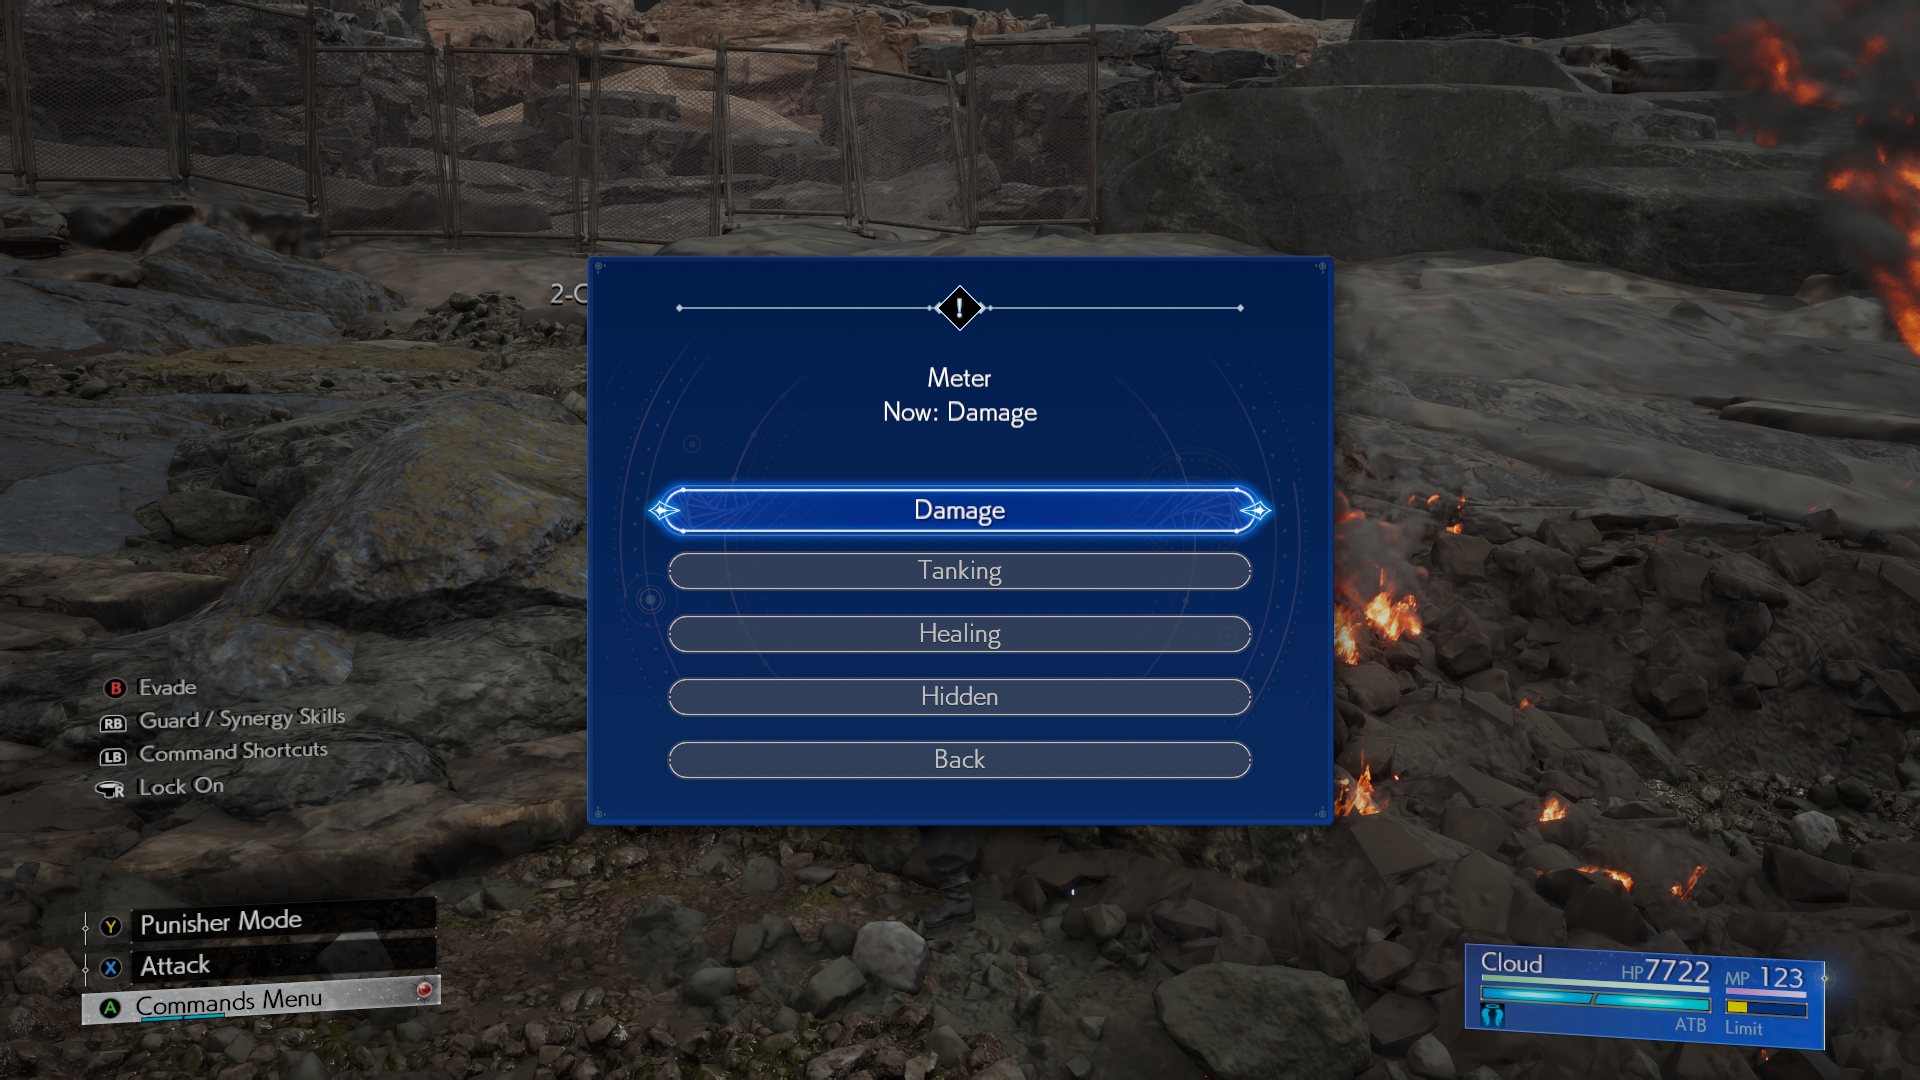 2-C
!
Meter
Now: Damage
Damage
Tanking
Healing
Hidden
Back
B Evade
RB Guard / Synergy Skills
LB Command Shortcuts
R Lock On
Y Punisher Mode
X Attack
A Commands Menu
Cloud HP 7722 MP 123
ATB Limit